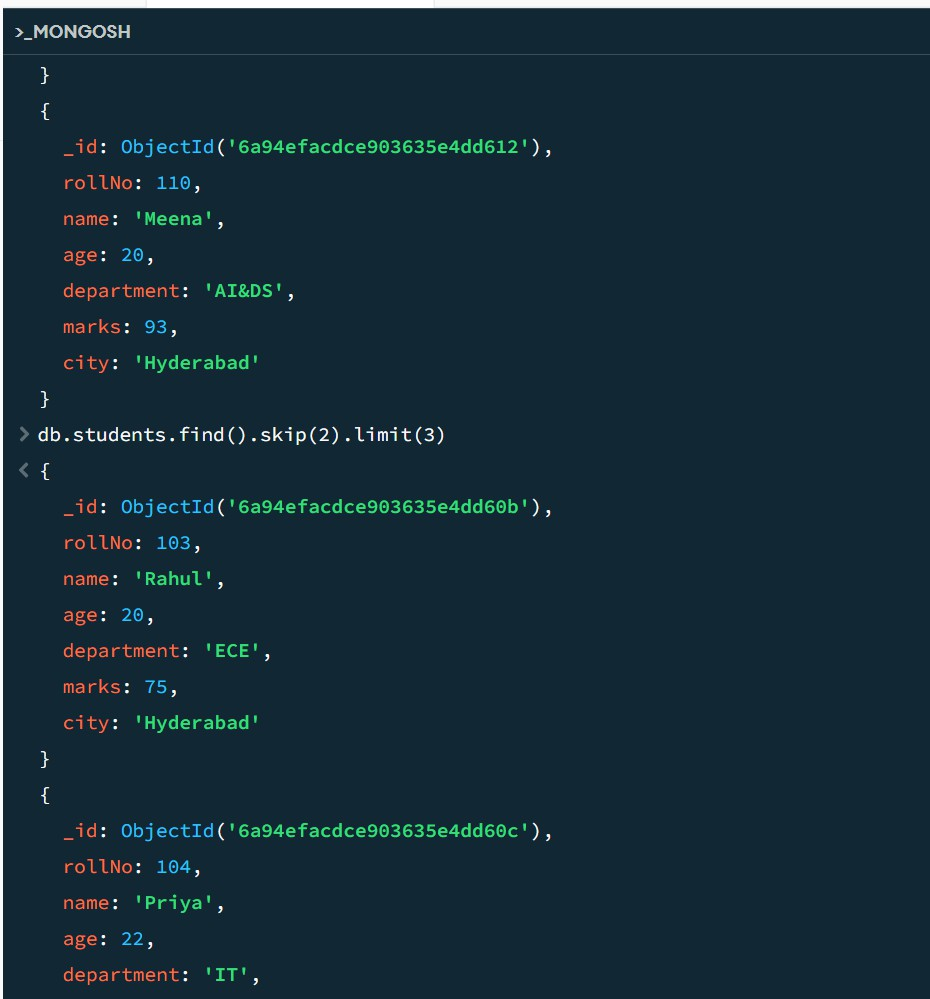 >_MONGOSH
}
{
_id: ObjectId('6a94efacdce903635e4dd612'),
rollNo: 110,
name: 'Meena',
age: 20,
department: 'AI&DS',
marks: 93,
city: 'Hyderabad'
}
> db.students.find().skip(2).limit(3)
< {
_id: ObjectId('6a94efacdce903635e4dd60b'),
rollNo: 103,
name: 'Rahul',
age: 20,
department: 'ECE',
marks: 75,
city: 'Hyderabad'
}
{
_id: ObjectId('6a94efacdce903635e4dd60c'),
rollNo: 104,
name: 'Priya',
age: 22,
department: 'IT',